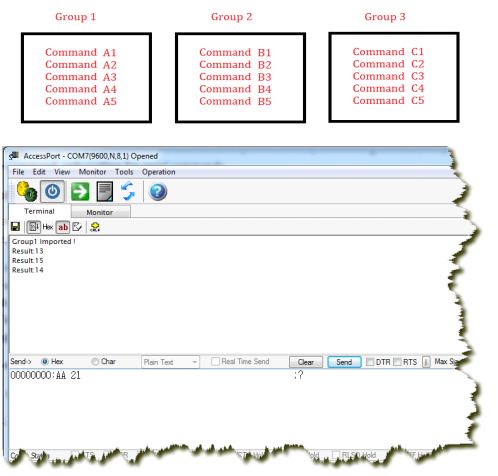 Group 1 Group 2 Group 3
Command A1 Command B1 Command C1
Command A2 Command B2 Command C2
Command A3 Command B3 Command C3
Command A4 Command B4 Command C4
Command A5 Command B5 Command C5
AccessPort - COM7(9600,N,8,1) Opened
File Edit View Monitor Tools Operation
Terminal Monitor
Hex ab
Group1 Imported !
Result:13
Result:15
Result:14
Send-> Hex Char Plain Text Real Time Send Clear Send DTR RTS Max
00000000:AA 21 :?